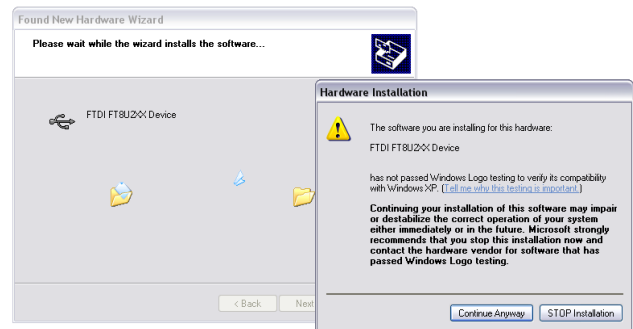 Found New Hardware Wizard
Please wait while the wizard installs the software...
FTDI FT8U2XX Device
< Back
Next
Hardware Installation
The software you are installing for this hardware:
FTDI FT8U2XX Device
has not passed Windows Logo testing to verify its compatibility
with Windows XP. (Tell me why this testing is important.)
Continuing your installation of this software may impair
or destabilize the correct operation of your system
either immediately or in the future. Microsoft strongly
recommends that you stop this installation now and
contact the hardware vendor for software that has
passed Windows Logo testing.
Continue Anyway
STOP Installation